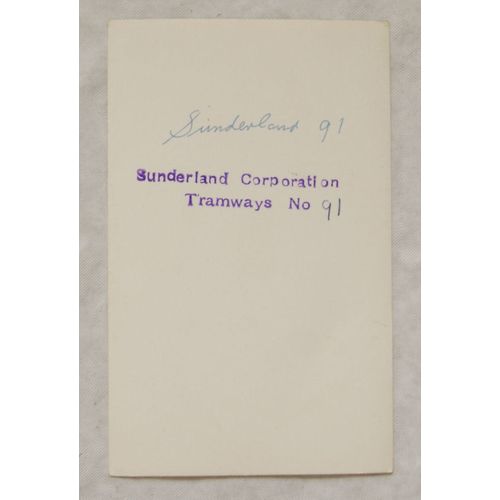 Sunderland 91
Sunderland Corporation
Tramways No 91